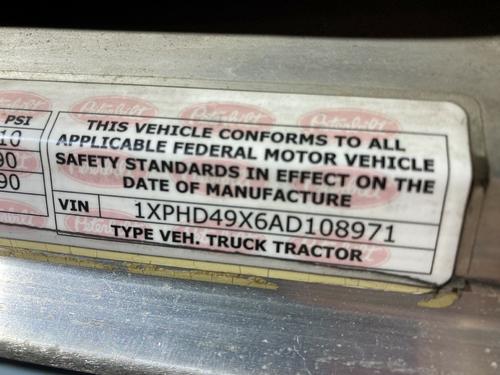 PSI
10
90
90
THIS VEHICLE CONFORMS TO ALL
APPLICABLE FEDERAL MOTOR VEHICLE
SAFETY STANDARDS IN EFFECT ON THE
DATE OF MANUFACTURE
VIN 1XPHD49X6AD108971
TYPE VEH. TRUCK TRACTOR